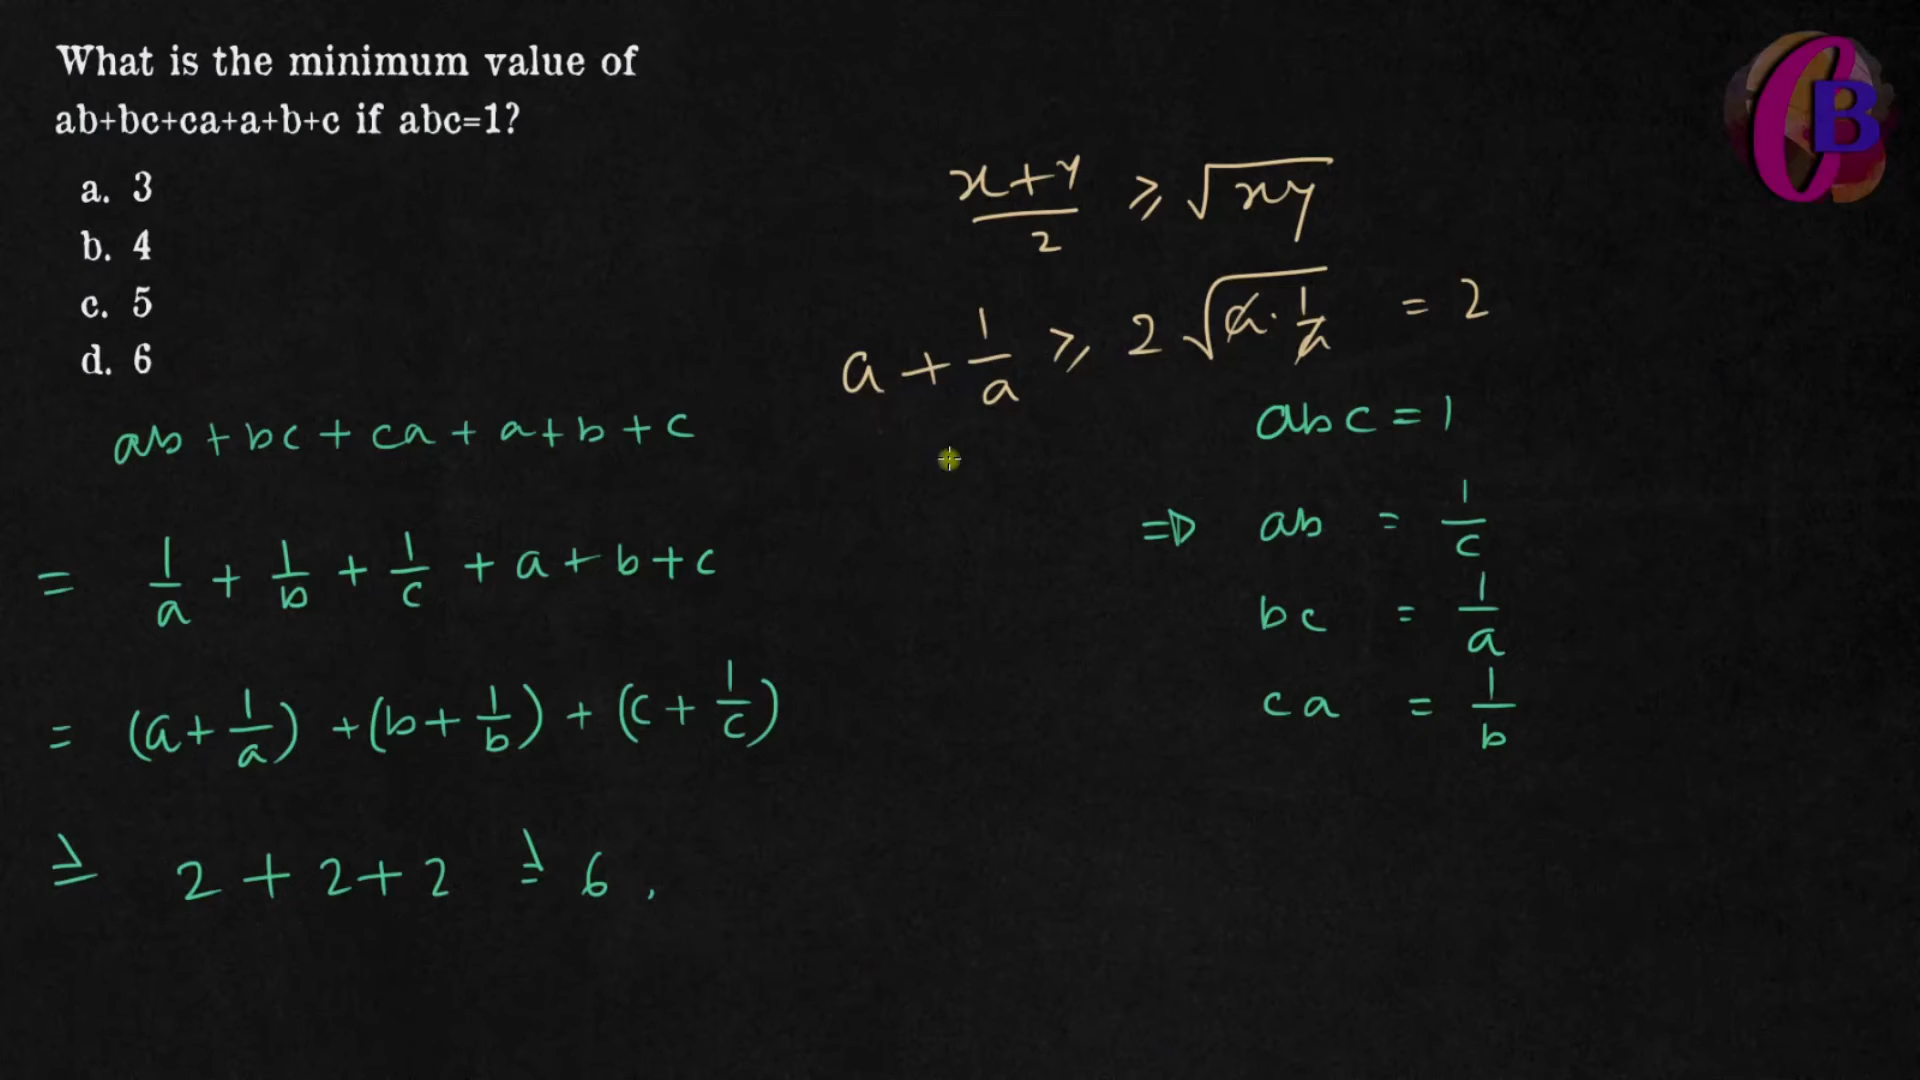 What is the minimum value of
ab+bc+ca+a+b+c if abc=1?
a. 3
b. 4
c. 5
d. 6
ab + bc + ca + a + b + c
= 1/a + 1/b + 1/c + a + b + c
= (a + 1/a) + (b + 1/b) + (c + 1/c)
≥ 2 + 2 + 2 ≥ 6 .
(x + y)/2 ≥ √(xy)
a + 1/a ≥ 2 √(a · 1/a) = 2
abc = 1
⇒ ab = 1/c
bc = 1/a
ca = 1/b
CB